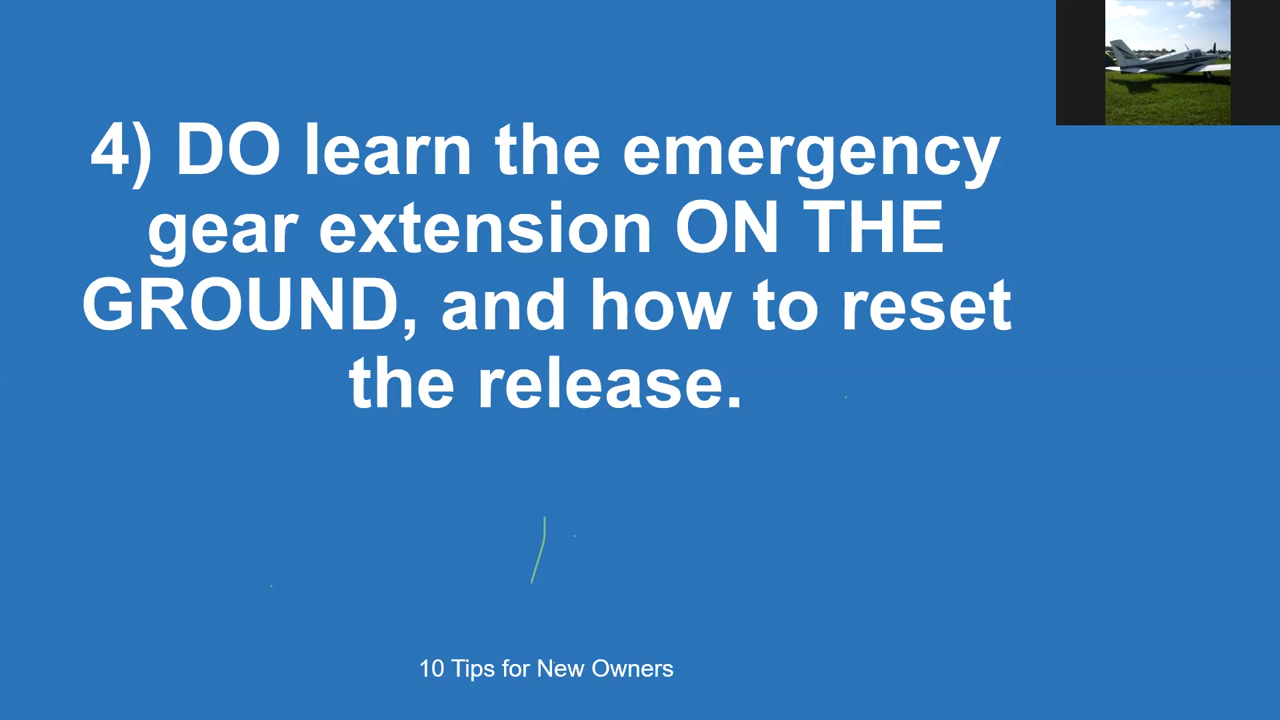 4) DO learn the emergency
gear extension ON THE
GROUND, and how to reset
the release.
10 Tips for New Owners